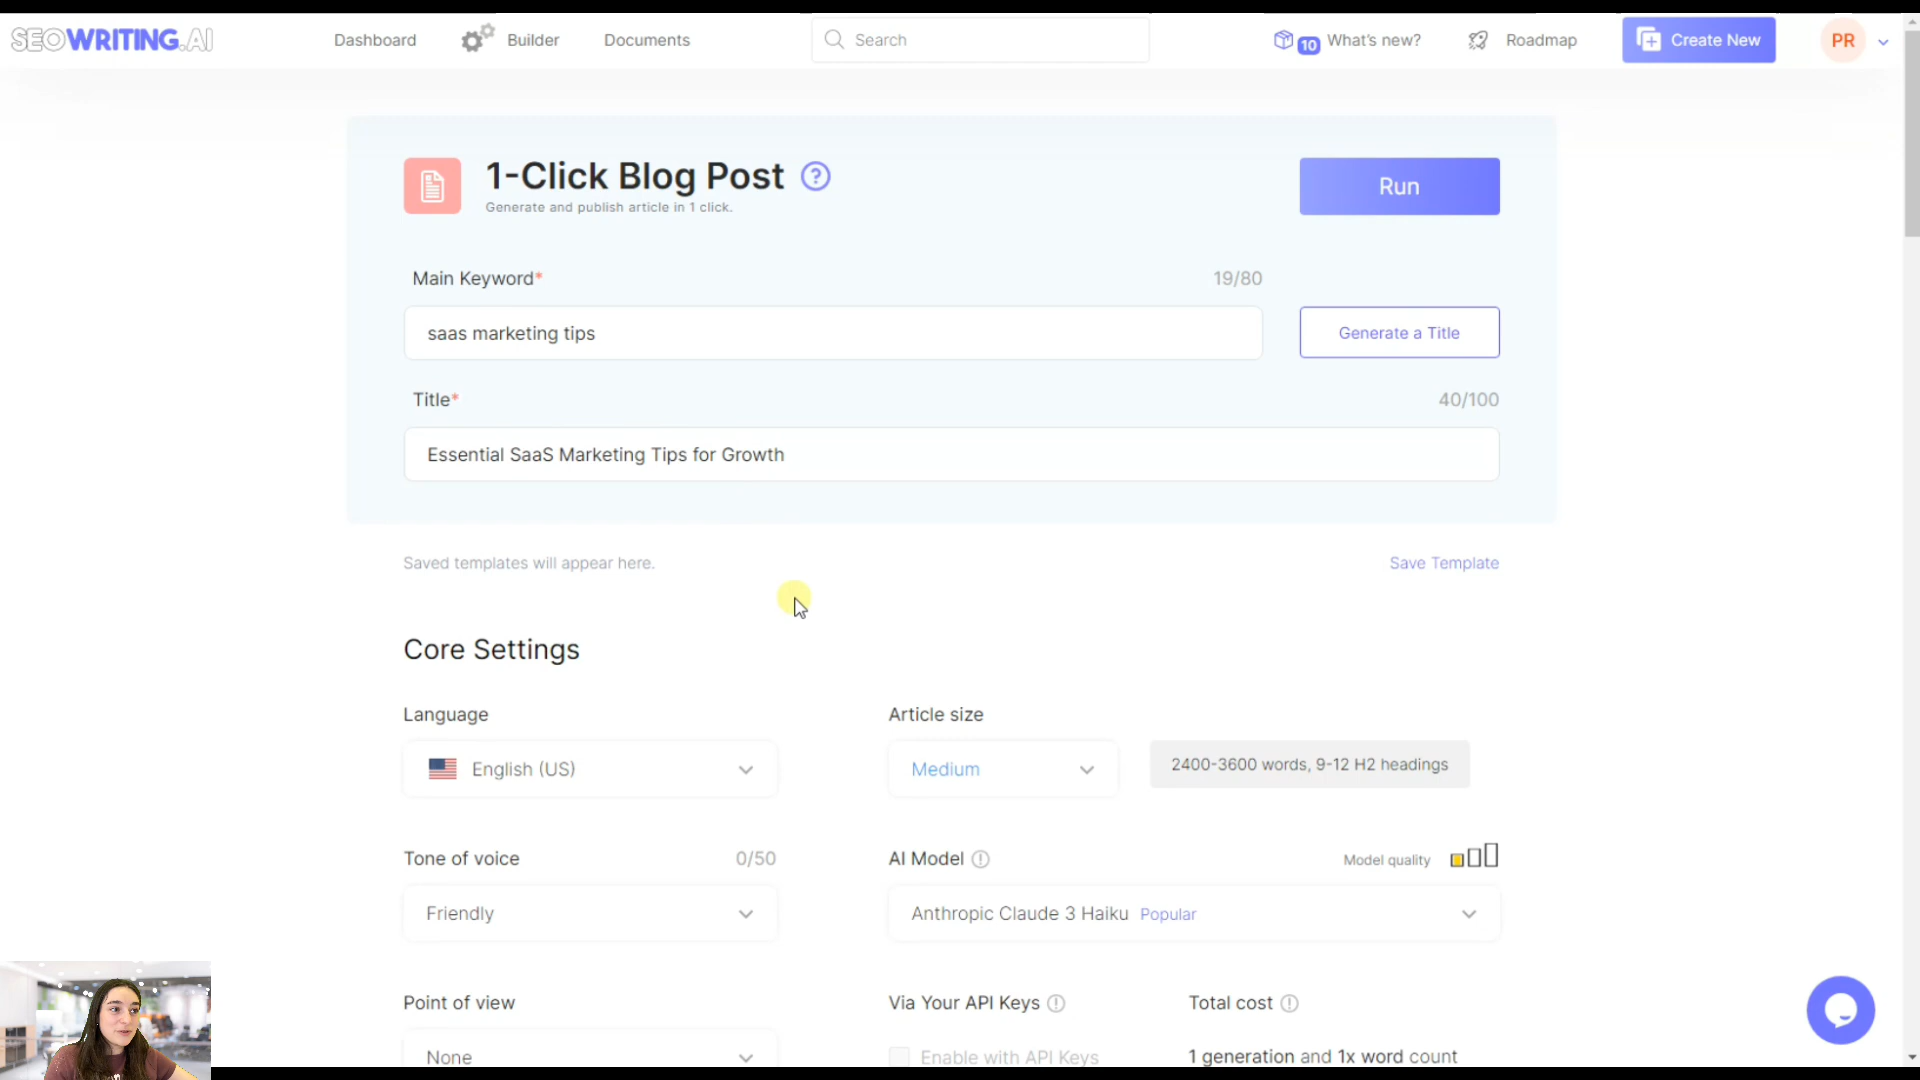 SEOWRITING.AI
Dashboard
Builder
Documents
Search
10
What's new?
Roadmap
Create New
PR
1-Click Blog Post ?
Generate and publish article in 1 click.
Run
Main Keyword*
19/80
saas marketing tips
Generate a Title
Title*
40/100
Essential SaaS Marketing Tips for Growth
Saved templates will appear here.
Save Template
Core Settings
Language
Article size
English (US)
Medium
2400-3600 words, 9-12 H2 headings
Tone of voice
0/50
AI Model
Model quality
Friendly
Anthropic Claude 3 Haiku Popular
Point of view
Via Your API Keys
Total cost
None
Enable with API Keys
1 generation and 1x word count